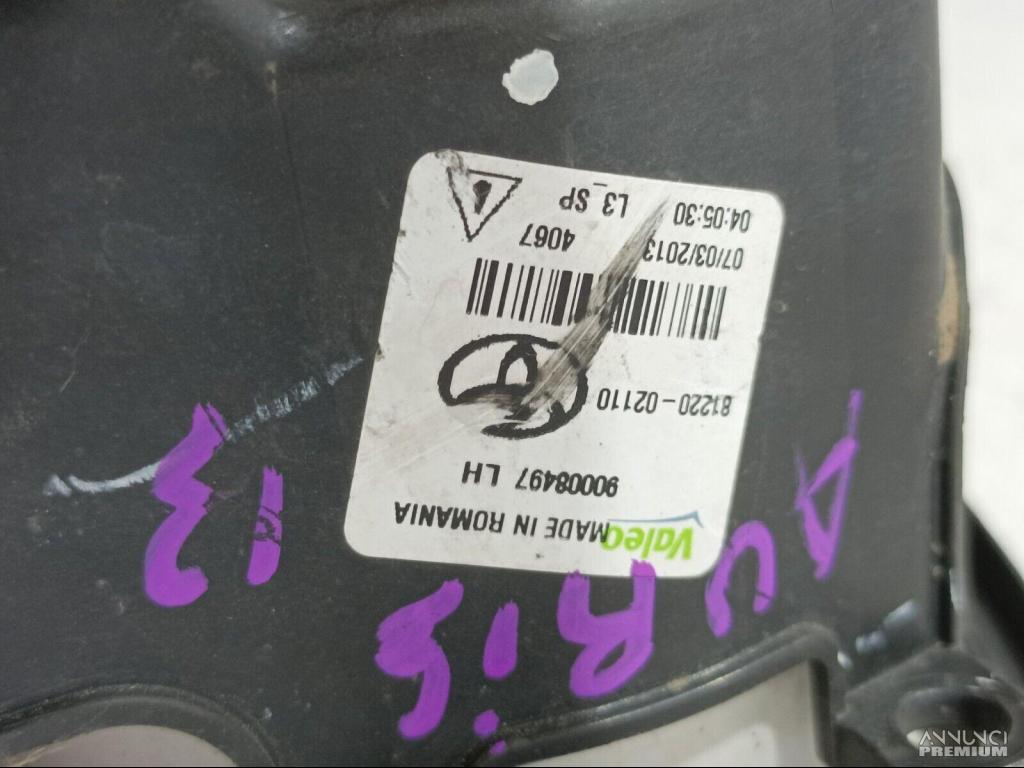 Valeo MADE IN ROMANIA
90008497 LH
81220-02110
07/03/2013 4067
04:05:30 L3_SP
AURiS
13
ANNUNCI
PREMIUM